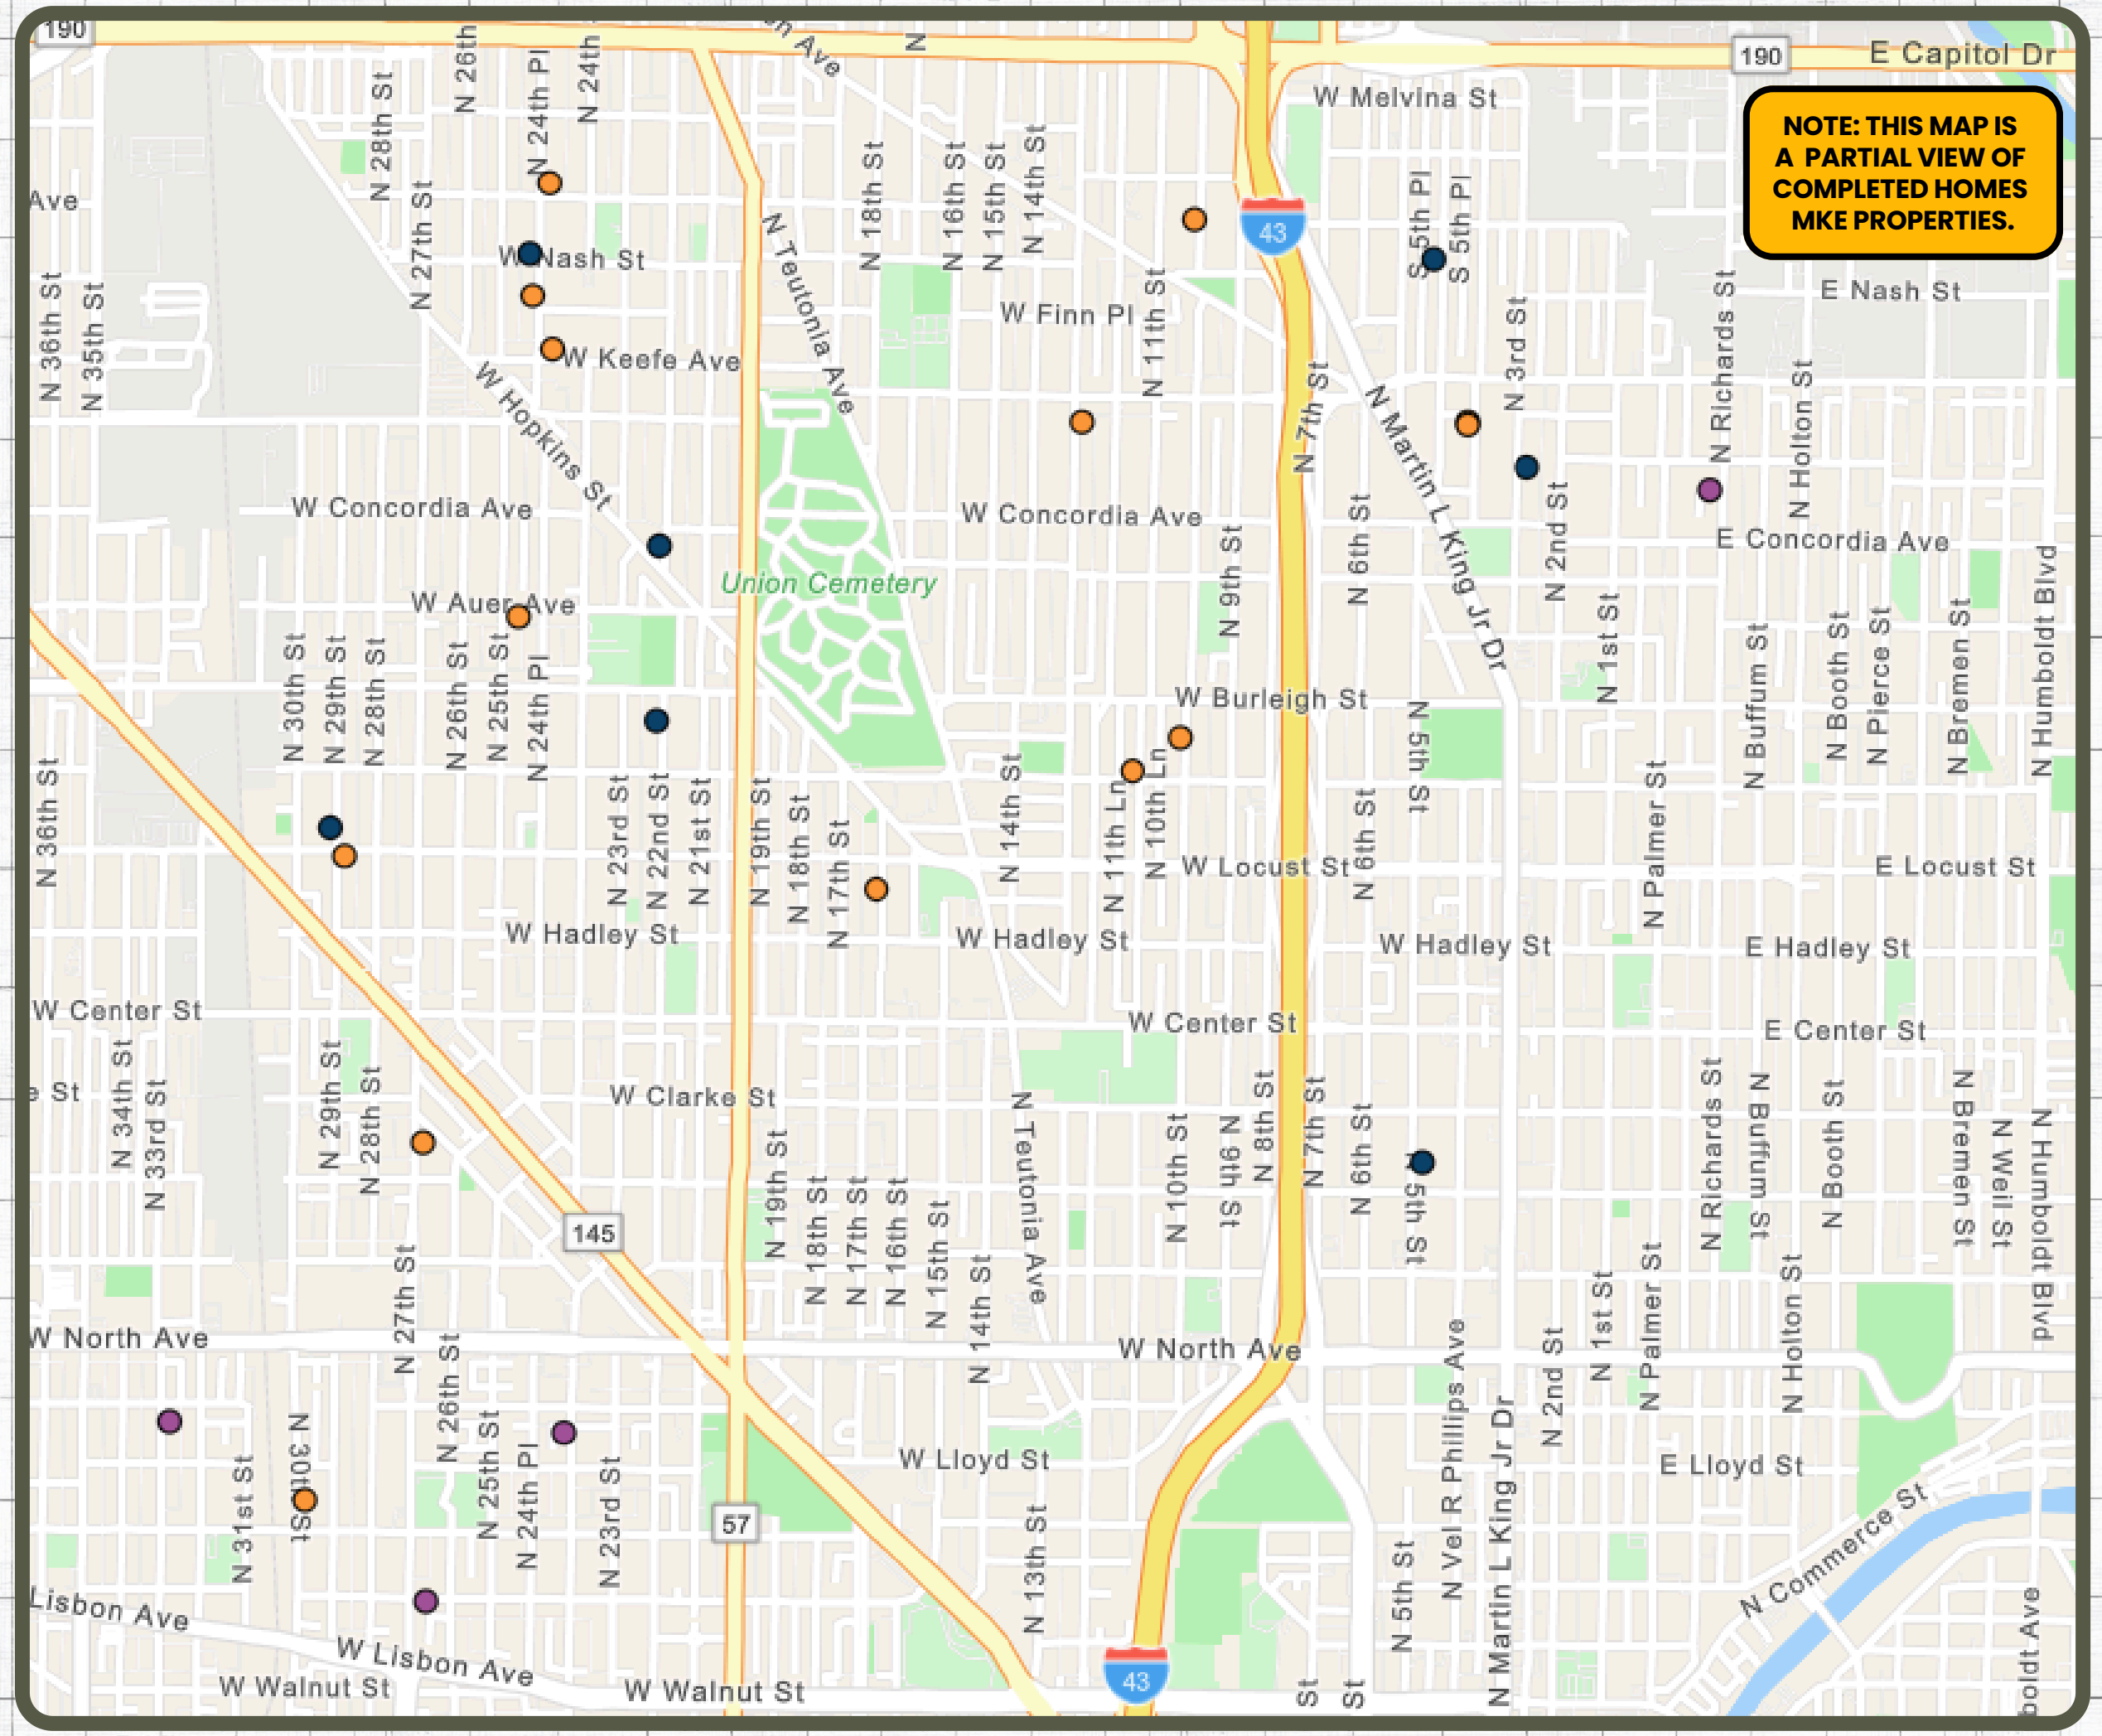 190
N 26th
N 24th Pl
N 24th
Ave
N
190
E Capitol Dr
W Melvina St
NOTE: THIS MAP IS
A PARTIAL VIEW OF
COMPLETED HOMES
MKE PROPERTIES.
N 28th St
N 27th St
Ave
N 18th St
N 16th St
N 15th St
N 14th St
S 5th Pl
S 5th Pl
43
W Nash St
N Teutonia Ave
E Nash St
N 36th St
N 35th St
W Finn Pl
N 11th St
N 3rd St
N Richards St
W Keefe Ave
N 7th St
N Holton St
W Hopkins St
N Martin L King Jr Dr
W Concordia Ave
W Concordia Ave
E Concordia Ave
N 9th St
N 6th St
N 2nd St
Union Cemetery
W Auer Ave
N 1st St
N Humboldt Blvd
N 30th St
N 29th St
N 28th St
N 26th St
N 25th St
N 24th Pl
N Buffum St
N Booth St
N Pierce St
N Bremen St
W Burleigh St
N 5th St
N 36th St
N 23rd St
N 22nd St
N 21st St
N 19th St
N 18th St
N 17th St
N 14th St
N 11th Ln
N 10th Ln
N 6th St
N Palmer St
W Locust St
E Locust St
W Hadley St
W Hadley St
W Hadley St
E Hadley St
W Center St
W Center St
E Center St
N 34th St
N 33rd St
e St
N 29th St
N 28th St
W Clarke St
N Teutonia Ave
N 10th St
N 9th St
N 8th St
N 7th St
N 6th St
5th St
N Richards St
N Buffum St
N Booth St
N Bremen St
N Weil St
N Humboldt Blvd
145
N 19th St
N 18th St
N 17th St
N 16th St
N 15th St
N 14th St
N 27th St
N 26th St
W North Ave
W North Ave
N Vel R Phillips Ave
N 2nd St
N 1st St
N Palmer St
N Holton St
N 31st St
N 30th St
N 25th St
N 24th Pl
N 23rd St
W Lloyd St
E Lloyd St
N Martin L King Jr Dr
57
N 13th St
N 5th St
N Commerce St
Lisbon Ave
W Lisbon Ave
43
W Walnut St
W Walnut St
St
St
boldt Ave